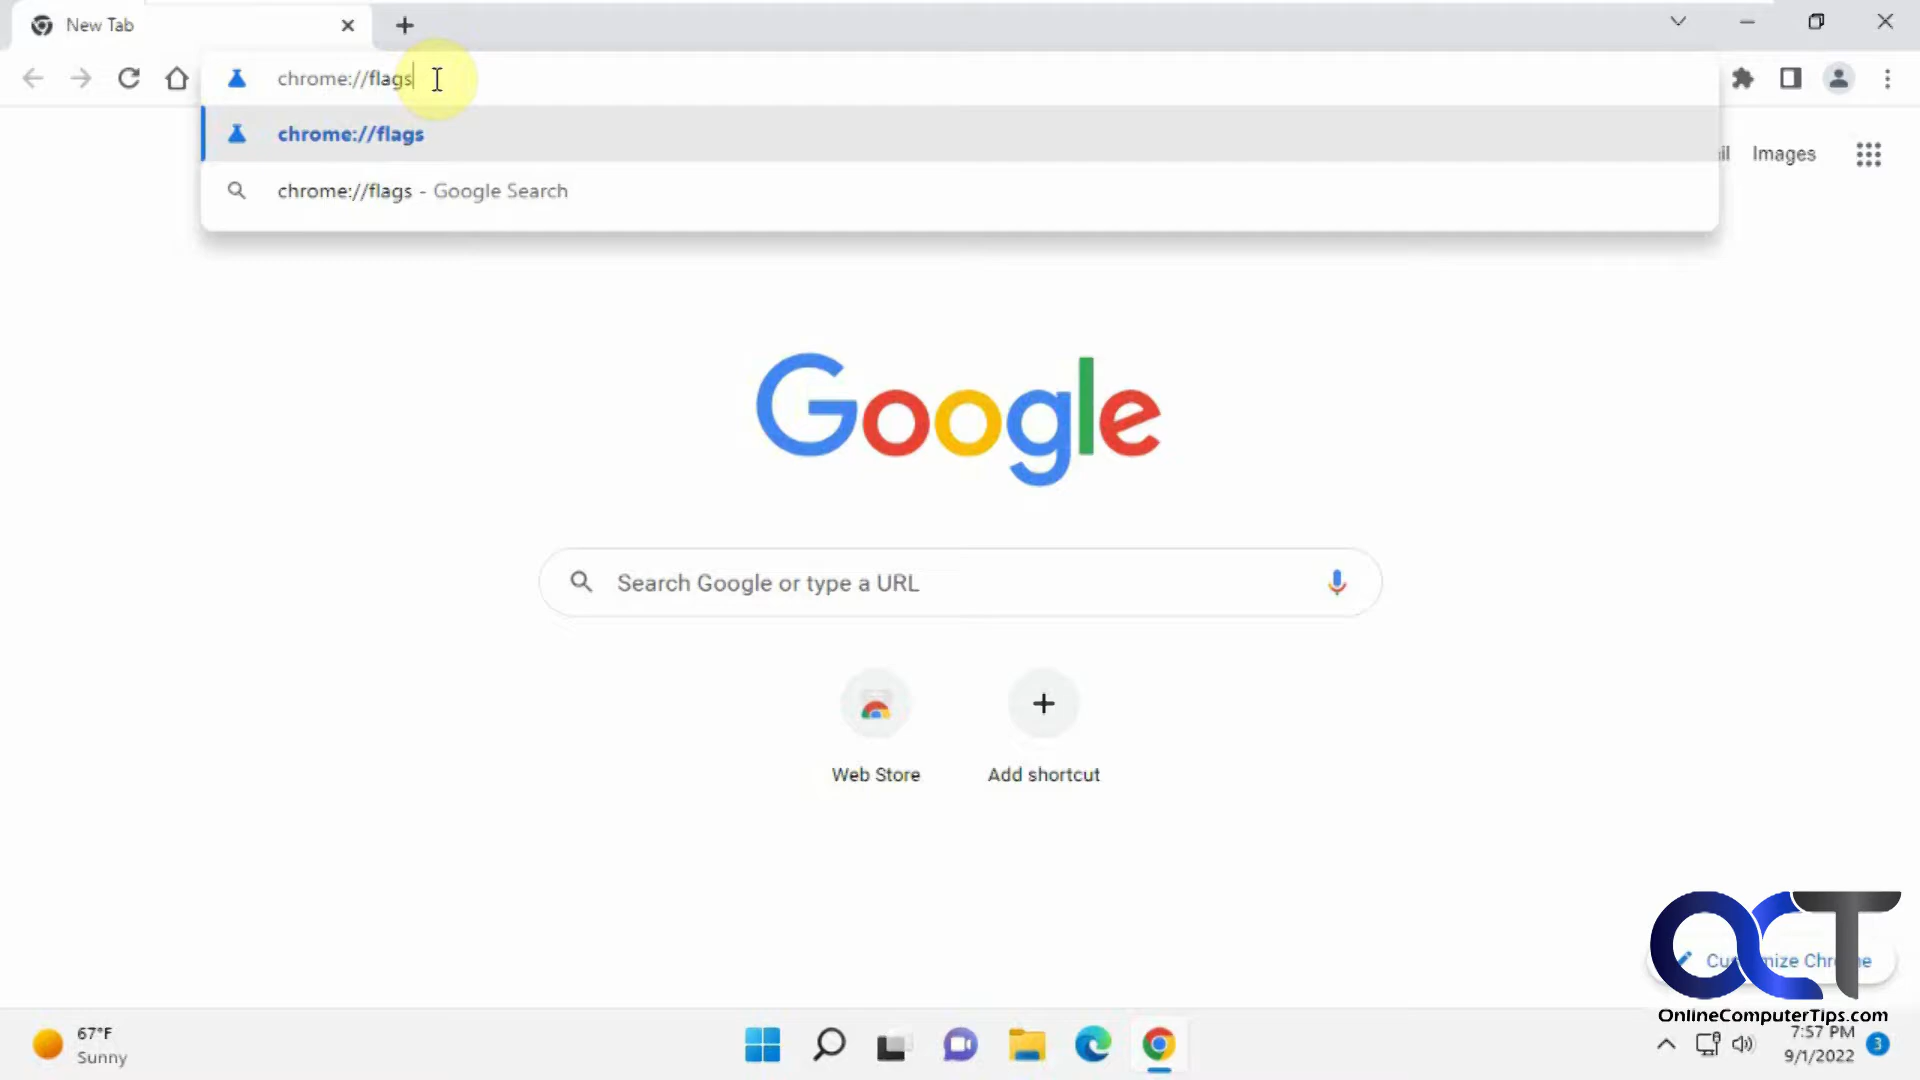 New Tab
chrome://flags
chrome://flags
chrome://flags - Google Search
Images
Google
Search Google or type a URL
Web Store
Add shortcut
OCT
OnlineComputerTips.com
67°F
Sunny
7:57 PM
9/1/2022
3